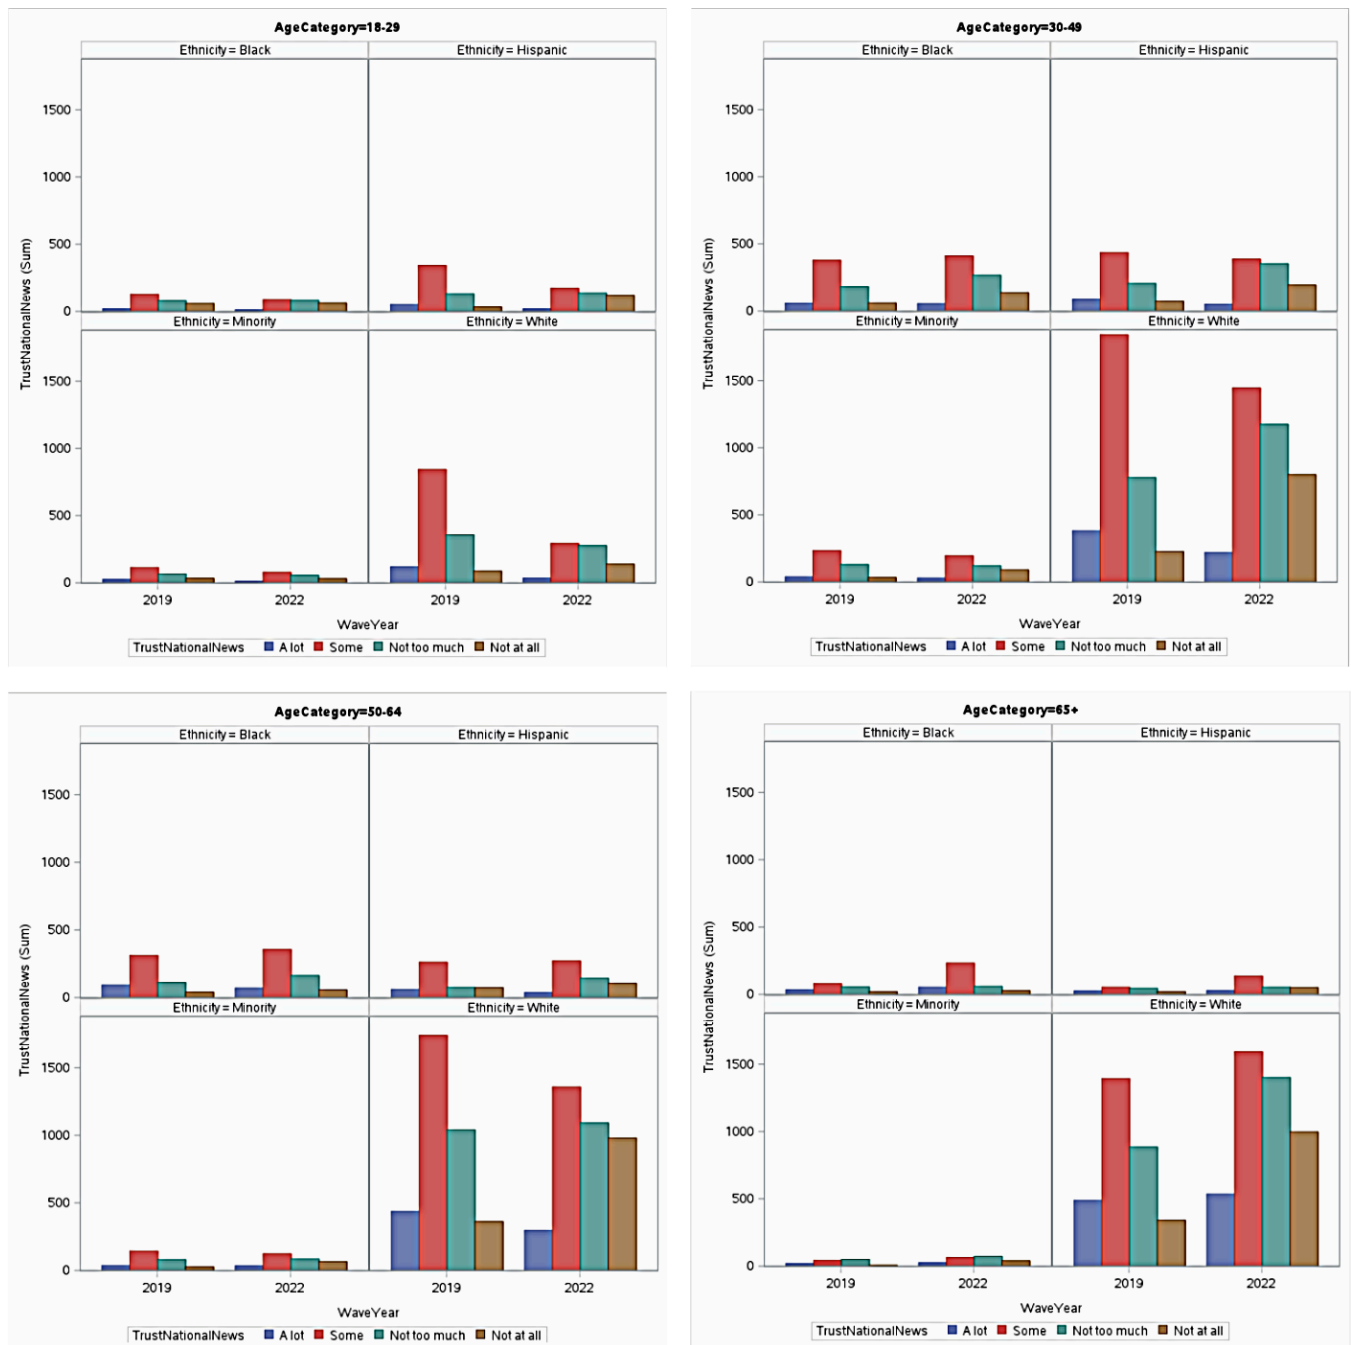 AgeCategory=18-29
Ethnicity = Black Ethnicity = Hispanic
1500
1000
500
0
Ethnicity = Minority Ethnicity = White
1500
1000
500
0
TrustNationalNews (Sum)
2019 2022 2019 2022
WaveYear
TrustNationalNews A lot Some Not too much Not at all
AgeCategory=30-49
Ethnicity = Black Ethnicity = Hispanic
1500
1000
500
0
Ethnicity = Minority Ethnicity = White
1500
1000
500
0
TrustNationalNews (Sum)
2019 2022 2019 2022
WaveYear
TrustNationalNews A lot Some Not too much Not at all
AgeCategory=50-64
Ethnicity = Black Ethnicity = Hispanic
1500
1000
500
0
Ethnicity = Minority Ethnicity = White
1500
1000
500
0
TrustNationalNews (Sum)
2019 2022 2019 2022
WaveYear
TrustNationalNews A lot Some Not too much Not at all
AgeCategory=65+
Ethnicity = Black Ethnicity = Hispanic
1500
1000
500
0
Ethnicity = Minority Ethnicity = White
1500
1000
500
0
TrustNationalNews (Sum)
2019 2022 2019 2022
WaveYear
TrustNationalNews A lot Some Not too much Not at all